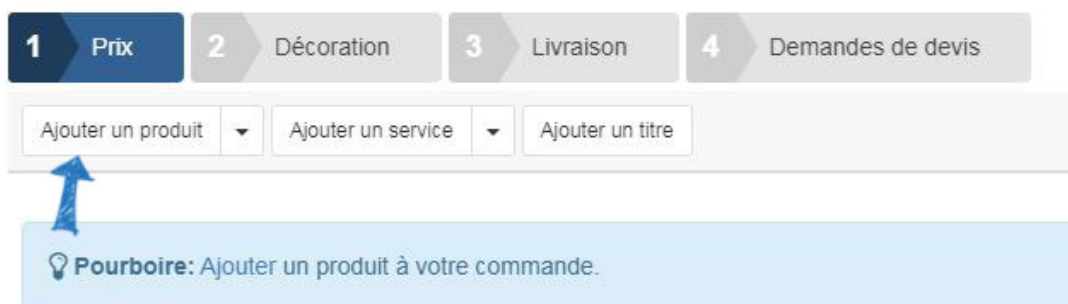 1 Prix 2 Décoration 3 Livraison 4 Demandes de devis
Ajouter un produit Ajouter un service Ajouter un titre
Pourboire: Ajouter un produit à votre commande.